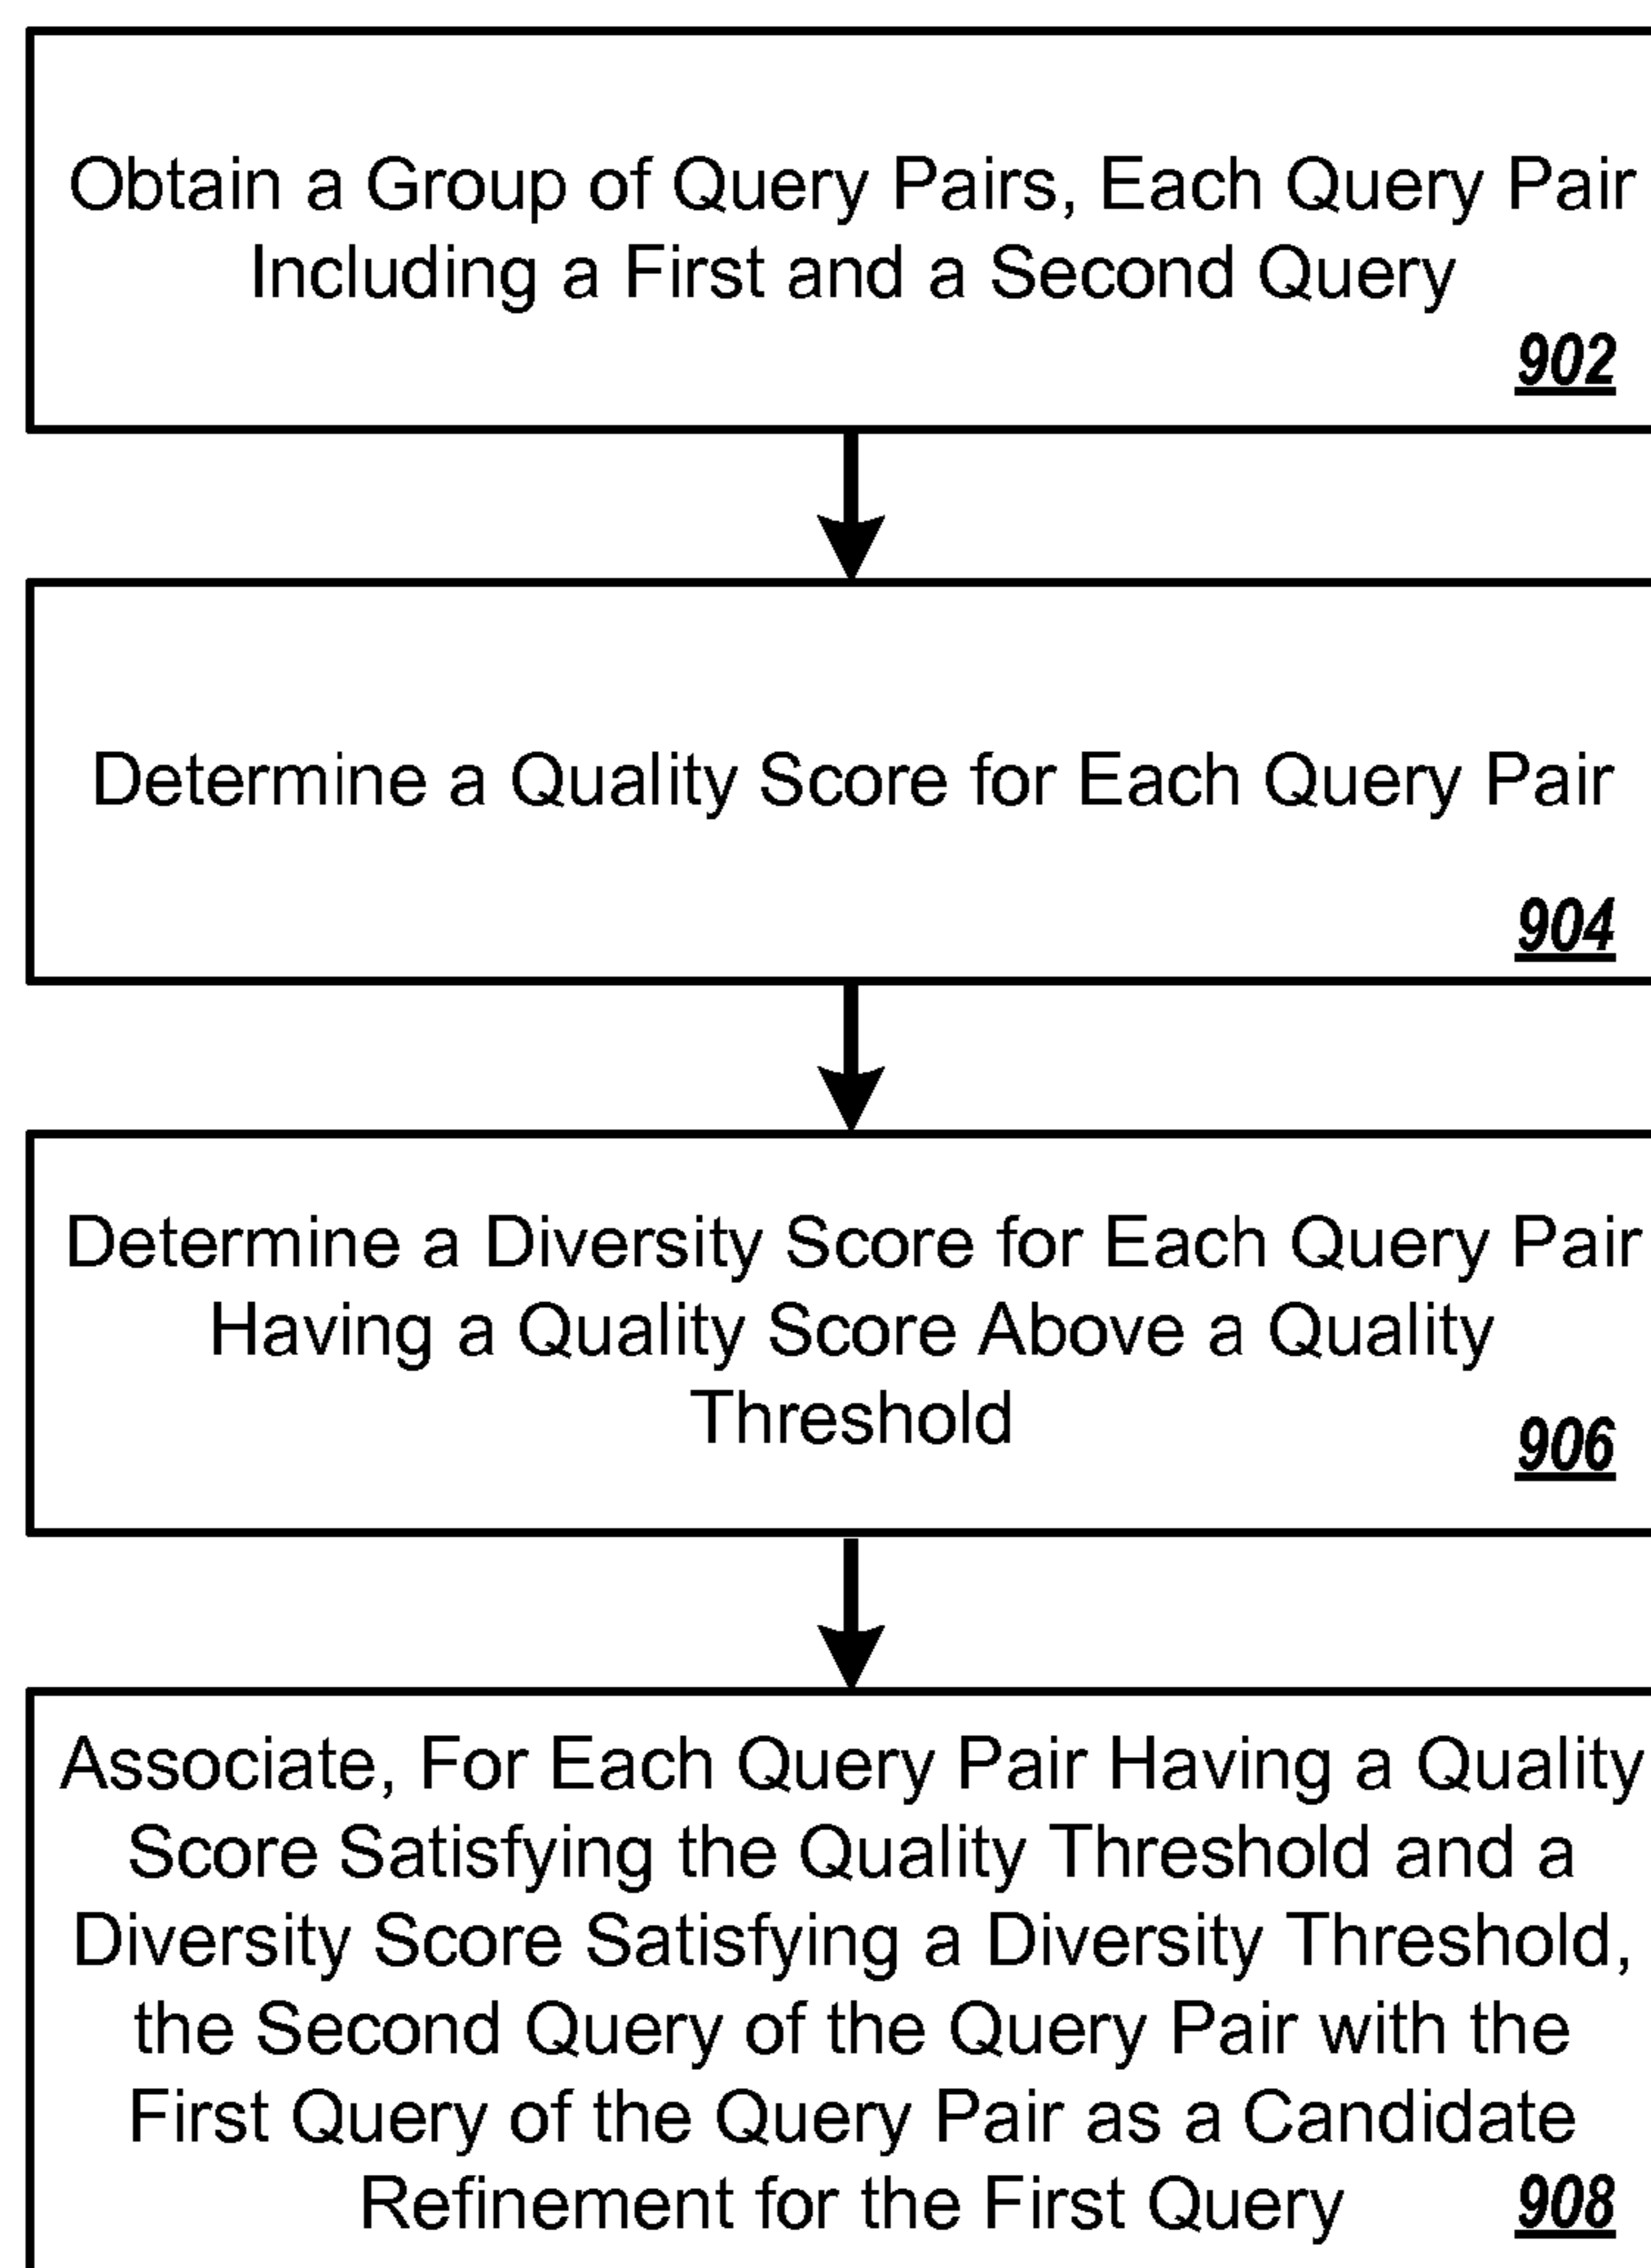 Obtain a Group of Query Pairs, Each Query Pair
Including a First and a Second Query
902
Determine a Quality Score for Each Query Pair
904
Determine a Diversity Score for Each Query Pair
Having a Quality Score Above a Quality
Threshold
906
Associate, For Each Query Pair Having a Quality
Score Satisfying the Quality Threshold and a
Diversity Score Satisfying a Diversity Threshold,
the Second Query of the Query Pair with the
First Query of the Query Pair as a Candidate
Refinement for the First Query
908